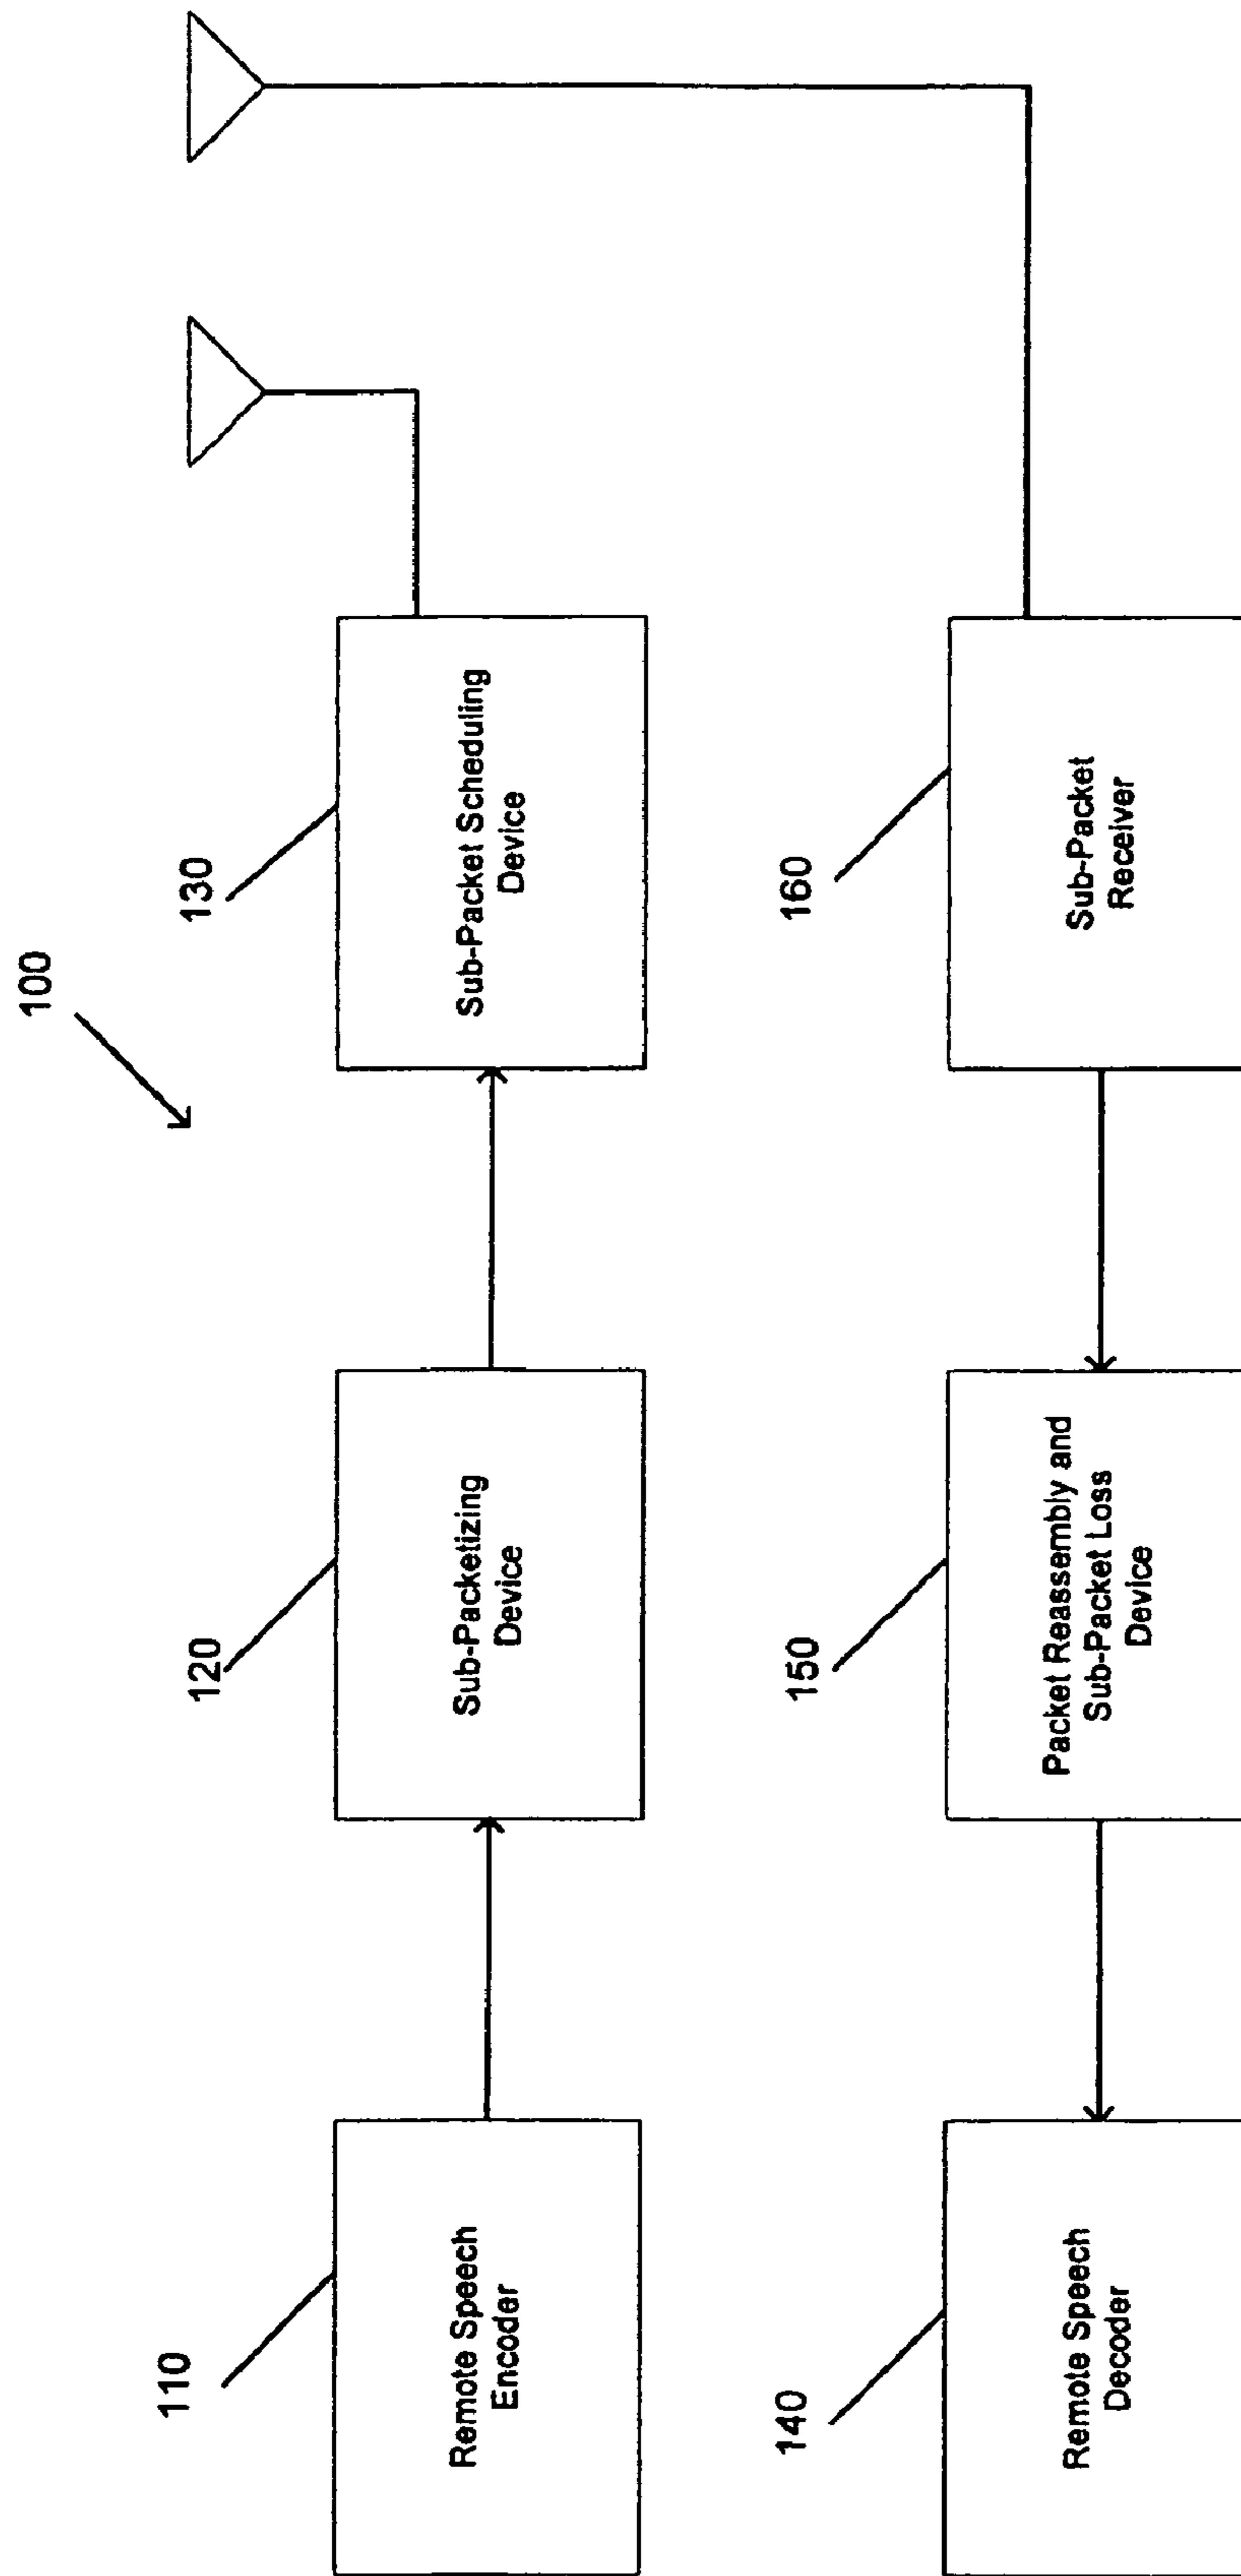 100
110
Remote Speech
Encoder
120
Sub-Packetizing
Device
130
Sub-Packet Scheduling
Device
140
Remote Speech
Decoder
150
Packet Reassembly and
Sub-Packet Loss
Device
160
Sub-Packet
Receiver